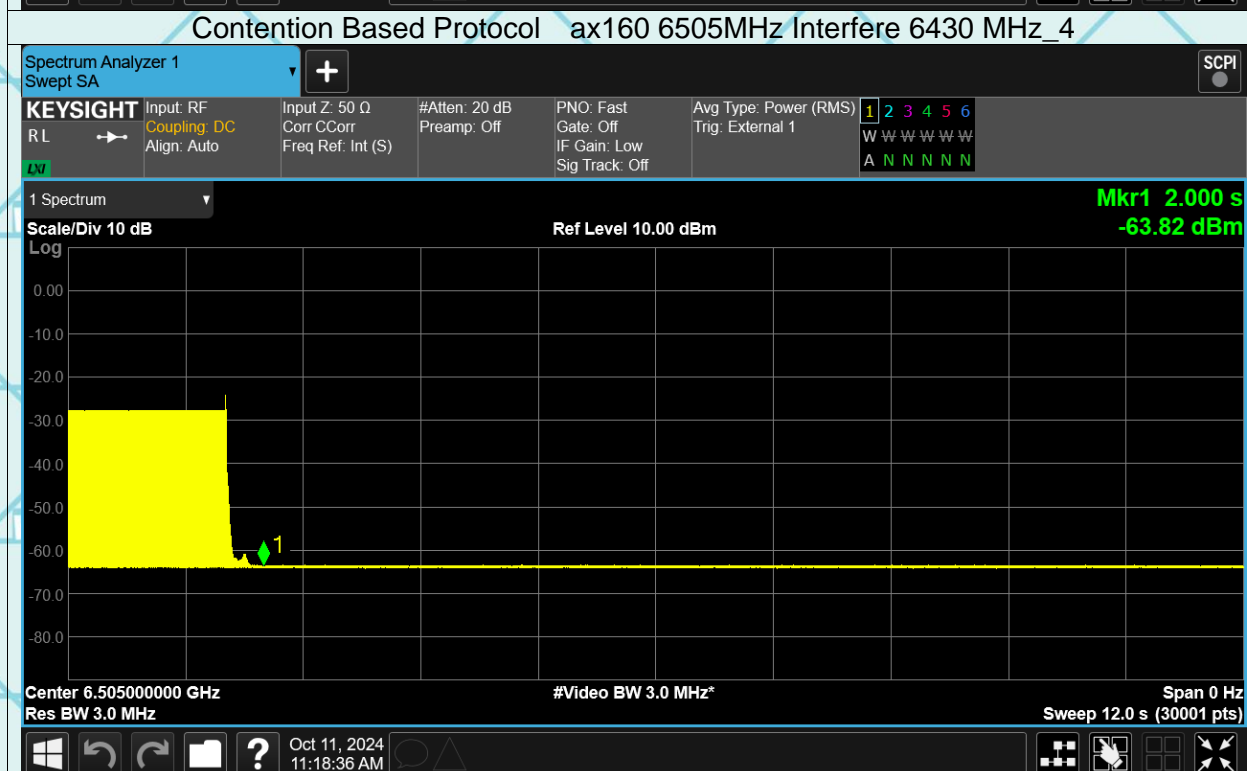 Contention Based Protocol ax160 6505MHz Interfere 6430 MHz_4
Spectrum Analyzer 1
Swept SA
+
SCPI
KEYSIGHT
RL
LXI
Input: RF
Coupling: DC
Align: Auto
Input Z: 50 Ω
Corr CCorr
Freq Ref: Int (S)
#Atten: 20 dB
Preamp: Off
PNO: Fast
Gate: Off
IF Gain: Low
Sig Track: Off
Avg Type: Power (RMS)
Trig: External 1
1 2 3 4 5 6
W W W W W W
A N N N N N
1 Spectrum
Mkr1 2.000 s
Scale/Div 10 dB
Ref Level 10.00 dBm
-63.82 dBm
Log
0.00
-10.0
-20.0
-30.0
-40.0
-50.0
1
-60.0
-70.0
-80.0
Center 6.505000000 GHz
#Video BW 3.0 MHz*
Span 0 Hz
Res BW 3.0 MHz
Sweep 12.0 s (30001 pts)
?
Oct 11, 2024
11:18:36 AM